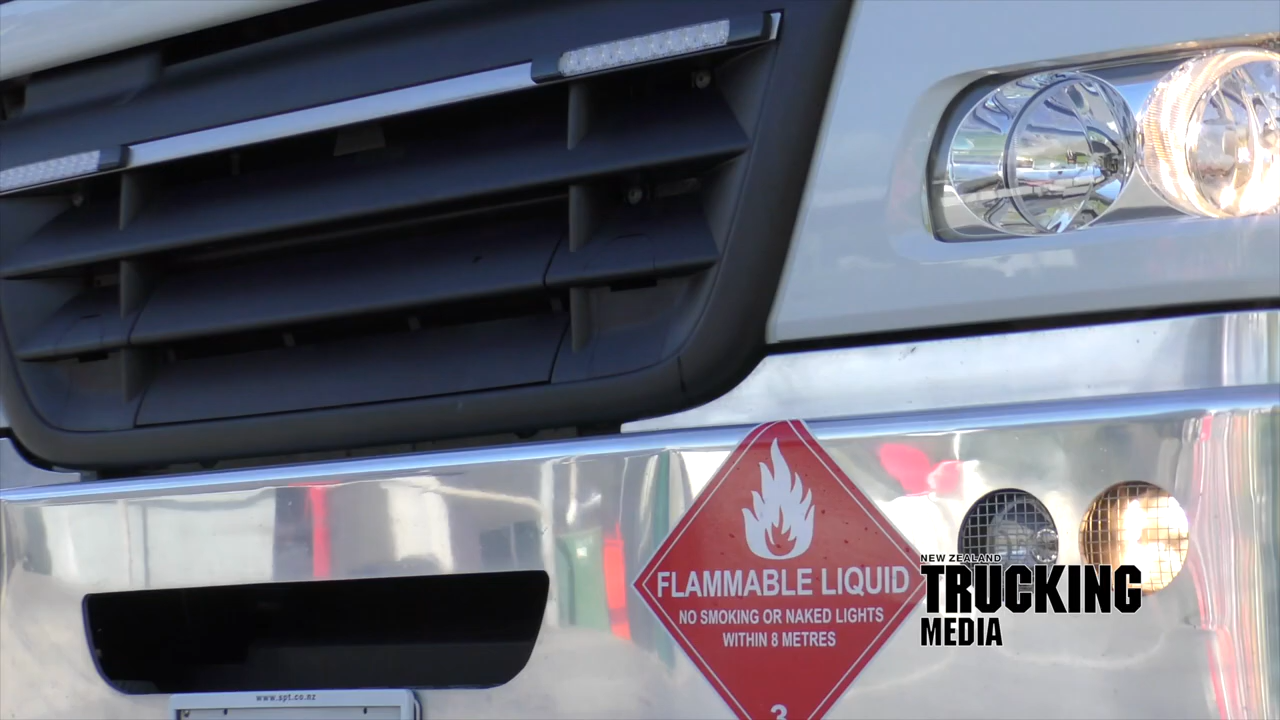 FLAMMABLE LIQUID
NO SMOKING OR NAKED LIGHTS
WITHIN 8 METRES
3
NEW ZEALAND
TRUCKING
MEDIA
www.spt.co.nz